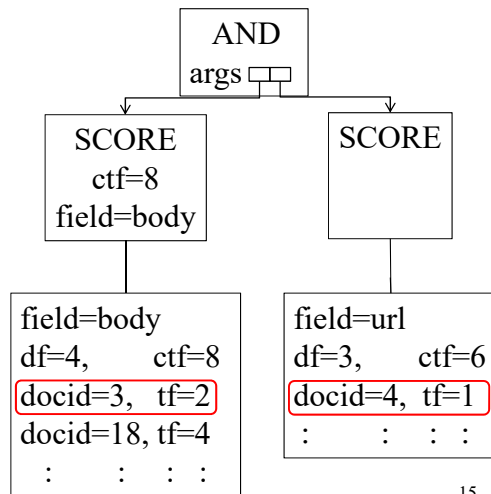 AND
args
SCORE
ctf=8
field=body
SCORE
field=body
df=4, ctf=8
docid=3, tf=2
docid=18, tf=4
: : : :
field=url
df=3, ctf=6
docid=4, tf=1
: : : :
15